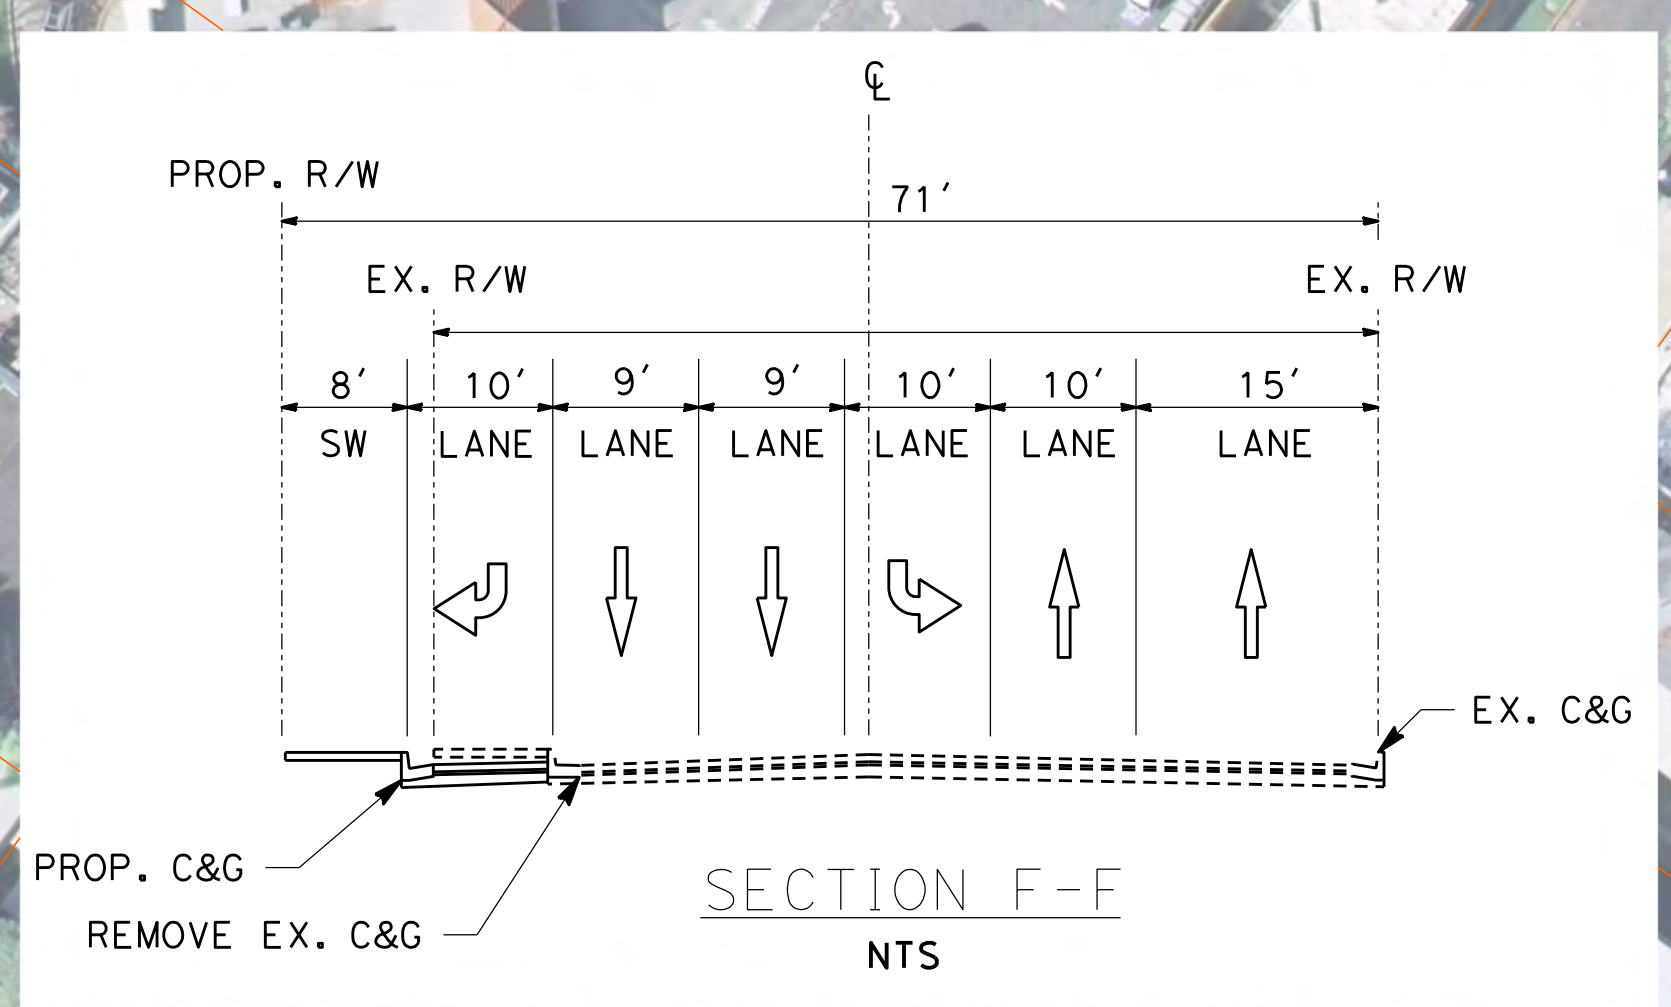 ℄
PROP. R/W
71'
EX. R/W EX. R/W
8' 10' 9' 9' 10' 10' 15'
SW LANE LANE LANE LANE LANE LANE
EX. C&G
PROP. C&G
REMOVE EX. C&G
SECTION F-F
NTS